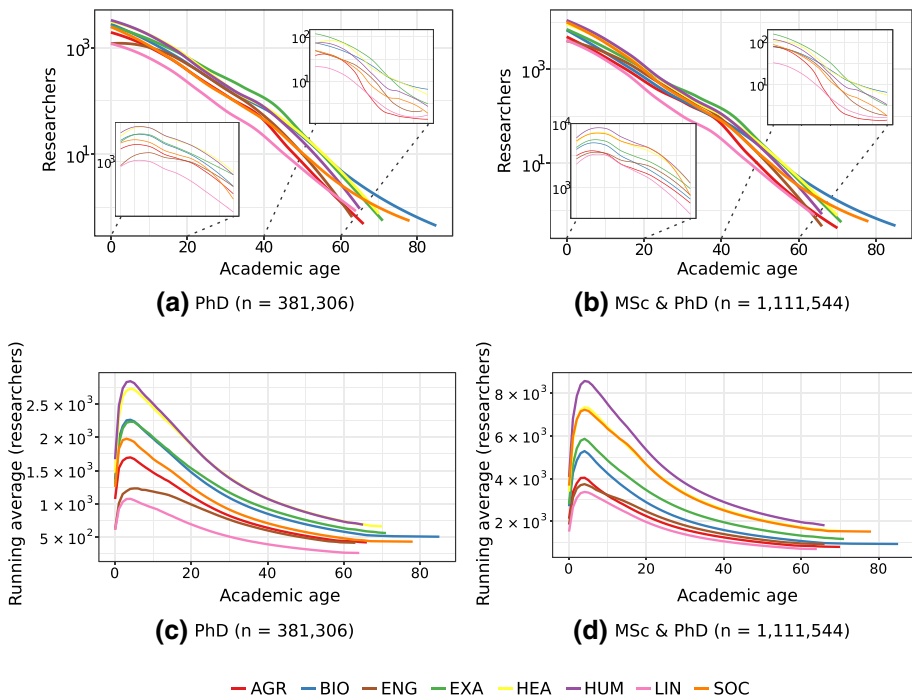 Researchers
10³
10¹
10²
10¹
10³
0 20 40 60 80
Academic age
(a) PhD (n = 381,306)
Researchers
10³
10¹
10²
10¹
10⁴
10³
0 20 40 60 80
Academic age
(b) MSc & PhD (n = 1,111,544)
Running average (researchers)
2.5 × 10³
2 × 10³
1.5 × 10³
1 × 10³
5 × 10²
0 20 40 60 80
Academic age
(c) PhD (n = 381,306)
Running average (researchers)
8 × 10³
6 × 10³
4 × 10³
2 × 10³
0 20 40 60 80
Academic age
(d) MSc & PhD (n = 1,111,544)
AGR BIO ENG EXA HEA HUM LIN SOC